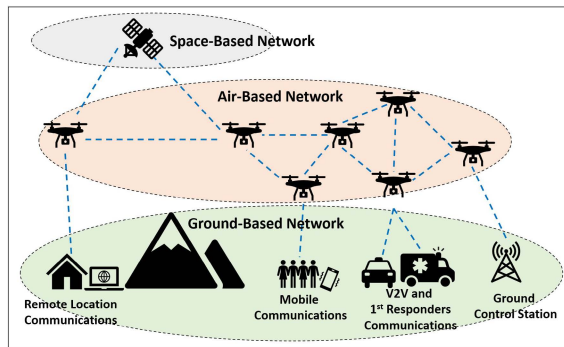 Space-Based Network
Air-Based Network
Ground-Based Network
Remote Location
Communications
Mobile
Communications
V2V and
1st Responders
Communications
Ground
Control Station